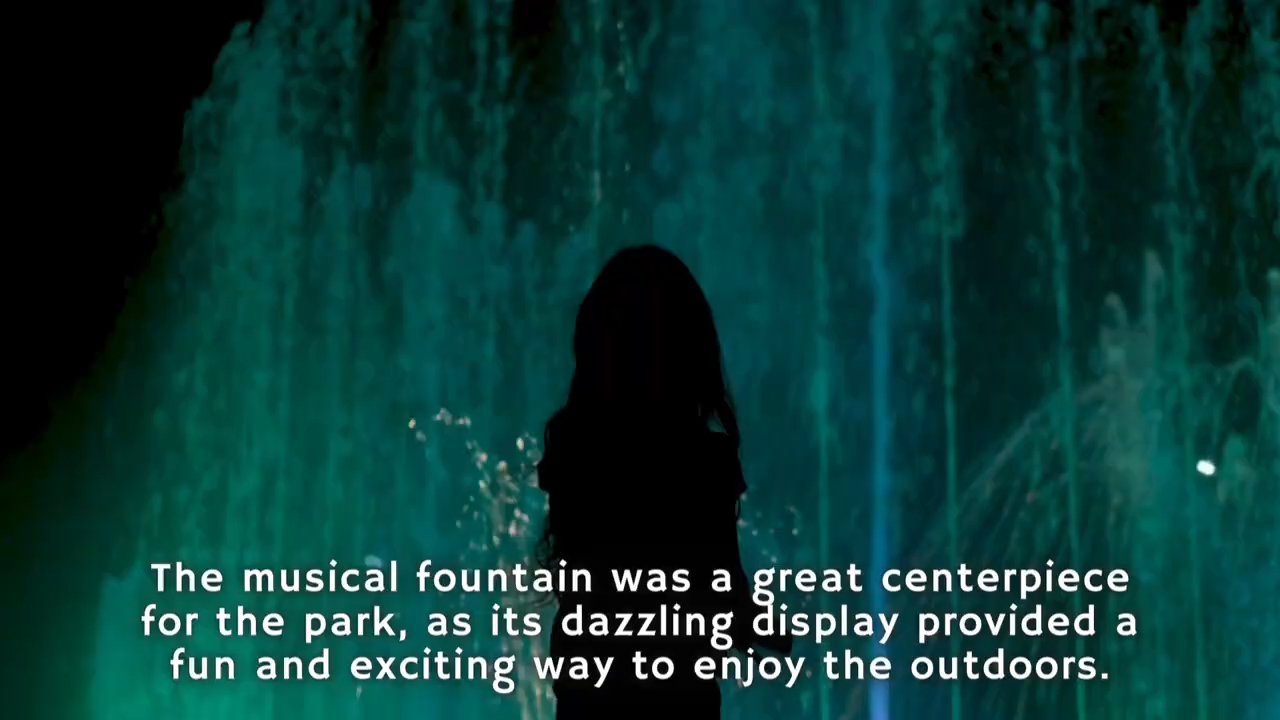 The musical fountain was a great centerpiece
for the park, as its dazzling display provided a
fun and exciting way to enjoy the outdoors.